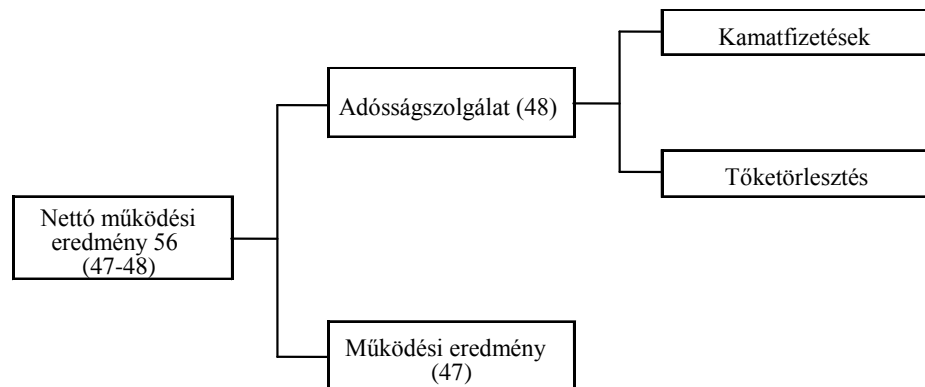 Kamatfizetések
Adósságszolgálat (48)
Tőketörlesztés
Nettó működési
eredmény 56
(47-48)
Működési eredmény
(47)